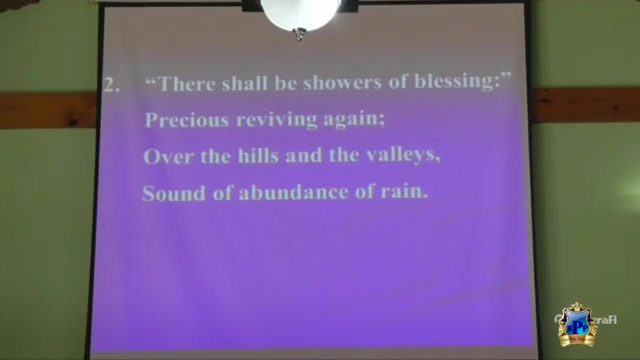 2. “There shall be showers of blessing:”
Precious reviving again;
Over the hills and the valleys,
Sound of abundance of rain.